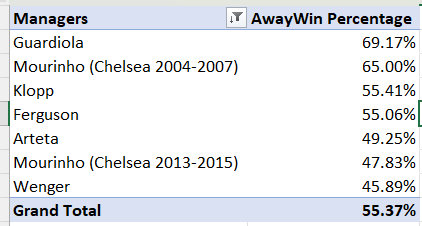 Managers AwayWin Percentage
Guardiola 69.17%
Mourinho (Chelsea 2004-2007) 65.00%
Klopp 55.41%
Ferguson 55.06%
Arteta 49.25%
Mourinho (Chelsea 2013-2015) 47.83%
Wenger 45.89%
Grand Total 55.37%